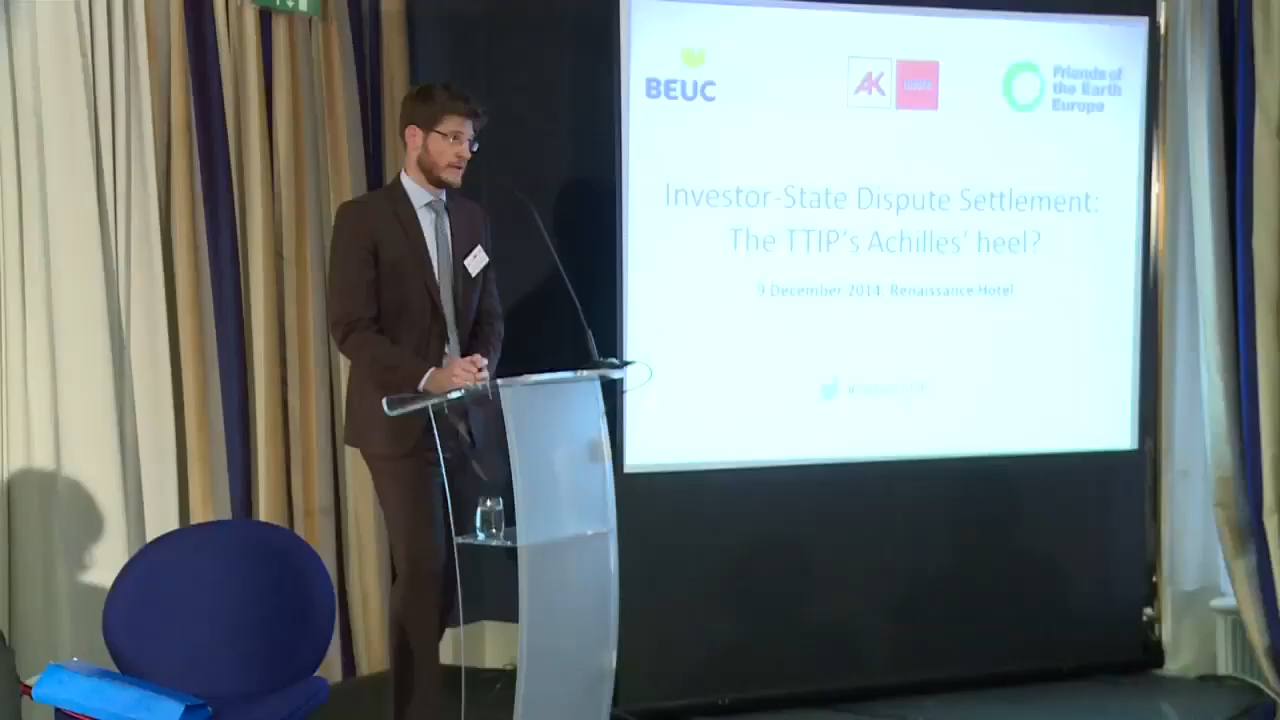 BEUC
AK
Friends of
the Earth
Europe
Investor-State Dispute Settlement:
The TTIP's Achilles' heel?
9 December 2014, Renaissance Hotel